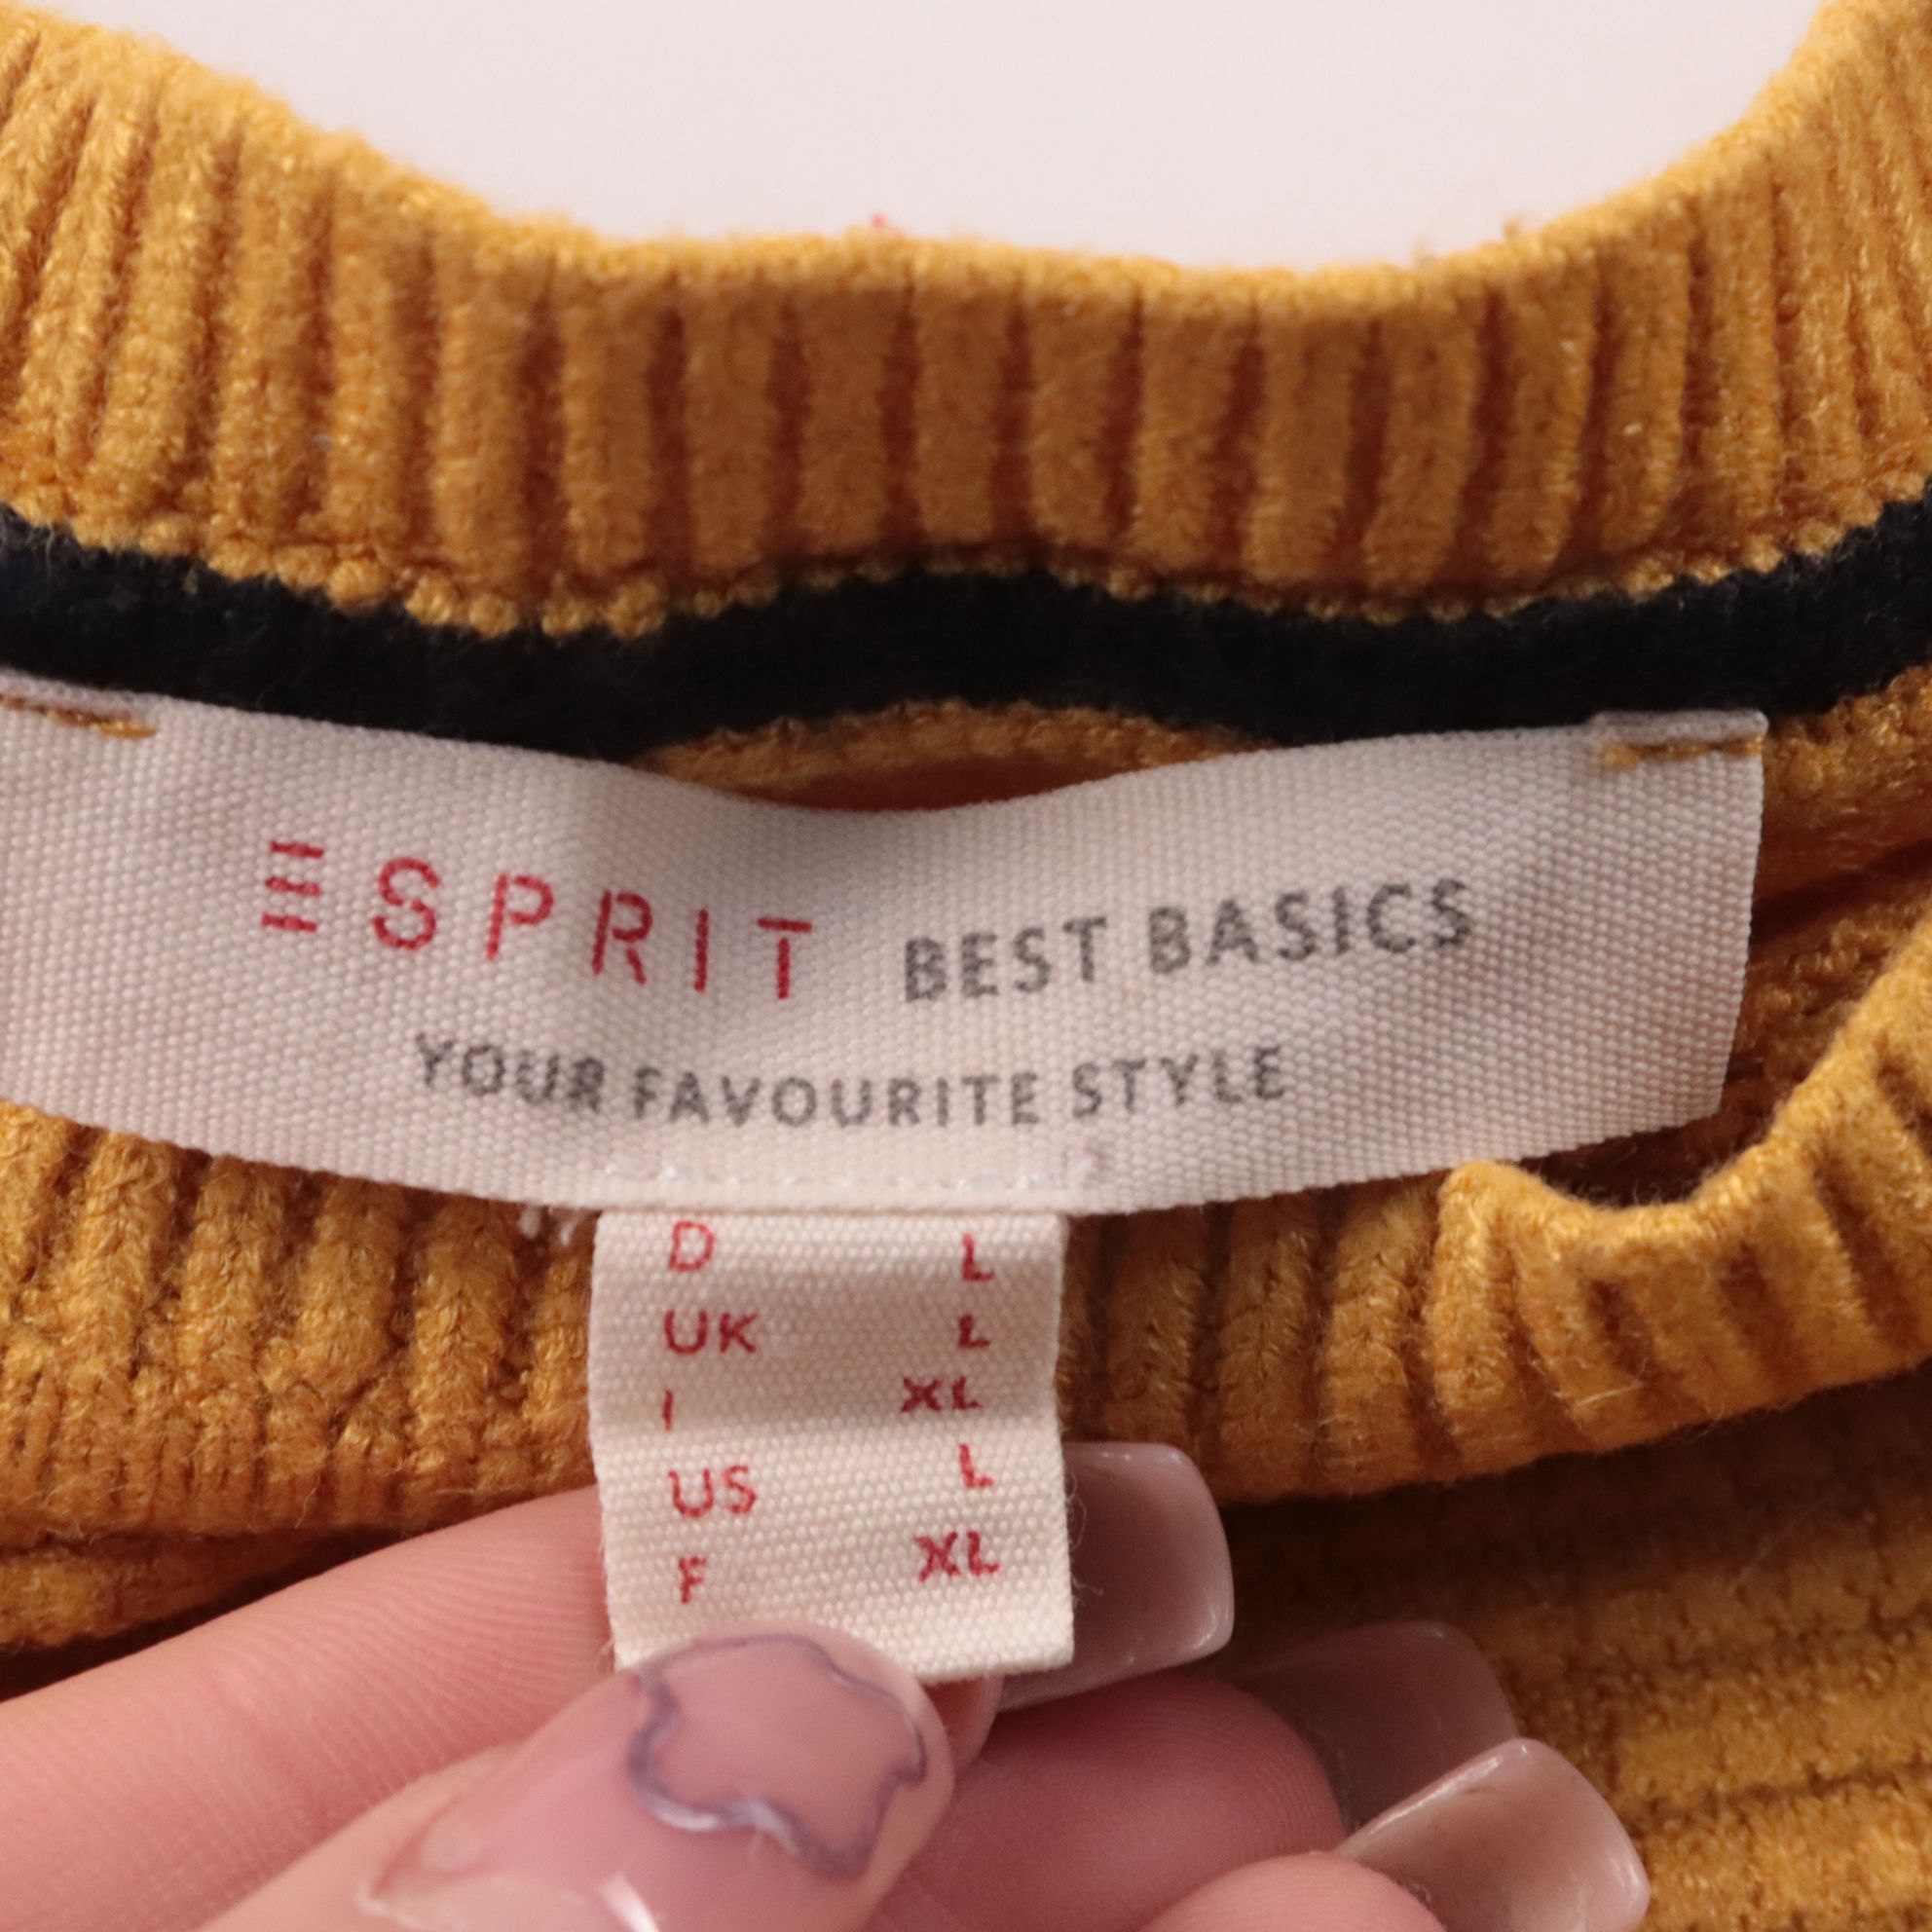 ESPRIT BEST BASICS
YOUR FAVOURITE STYLE
D L
UK L
I XL
US L
F XL